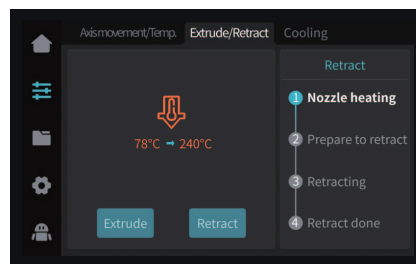 Axis movement/Temp. Extrude/Retract Cooling
Retract
1 Nozzle heating
78°C → 240°C
2 Prepare to retract
3 Retracting
Extrude Retract
4 Retract done